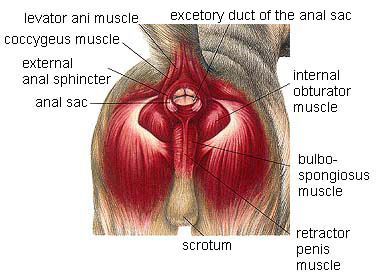 levator ani muscle
excetory duct of the anal sac
coccygeus muscle
external
anal sphincter
anal sac
internal
obturator
muscle
bulbo-
spongiosus
muscle
retractor
penis
muscle
scrotum